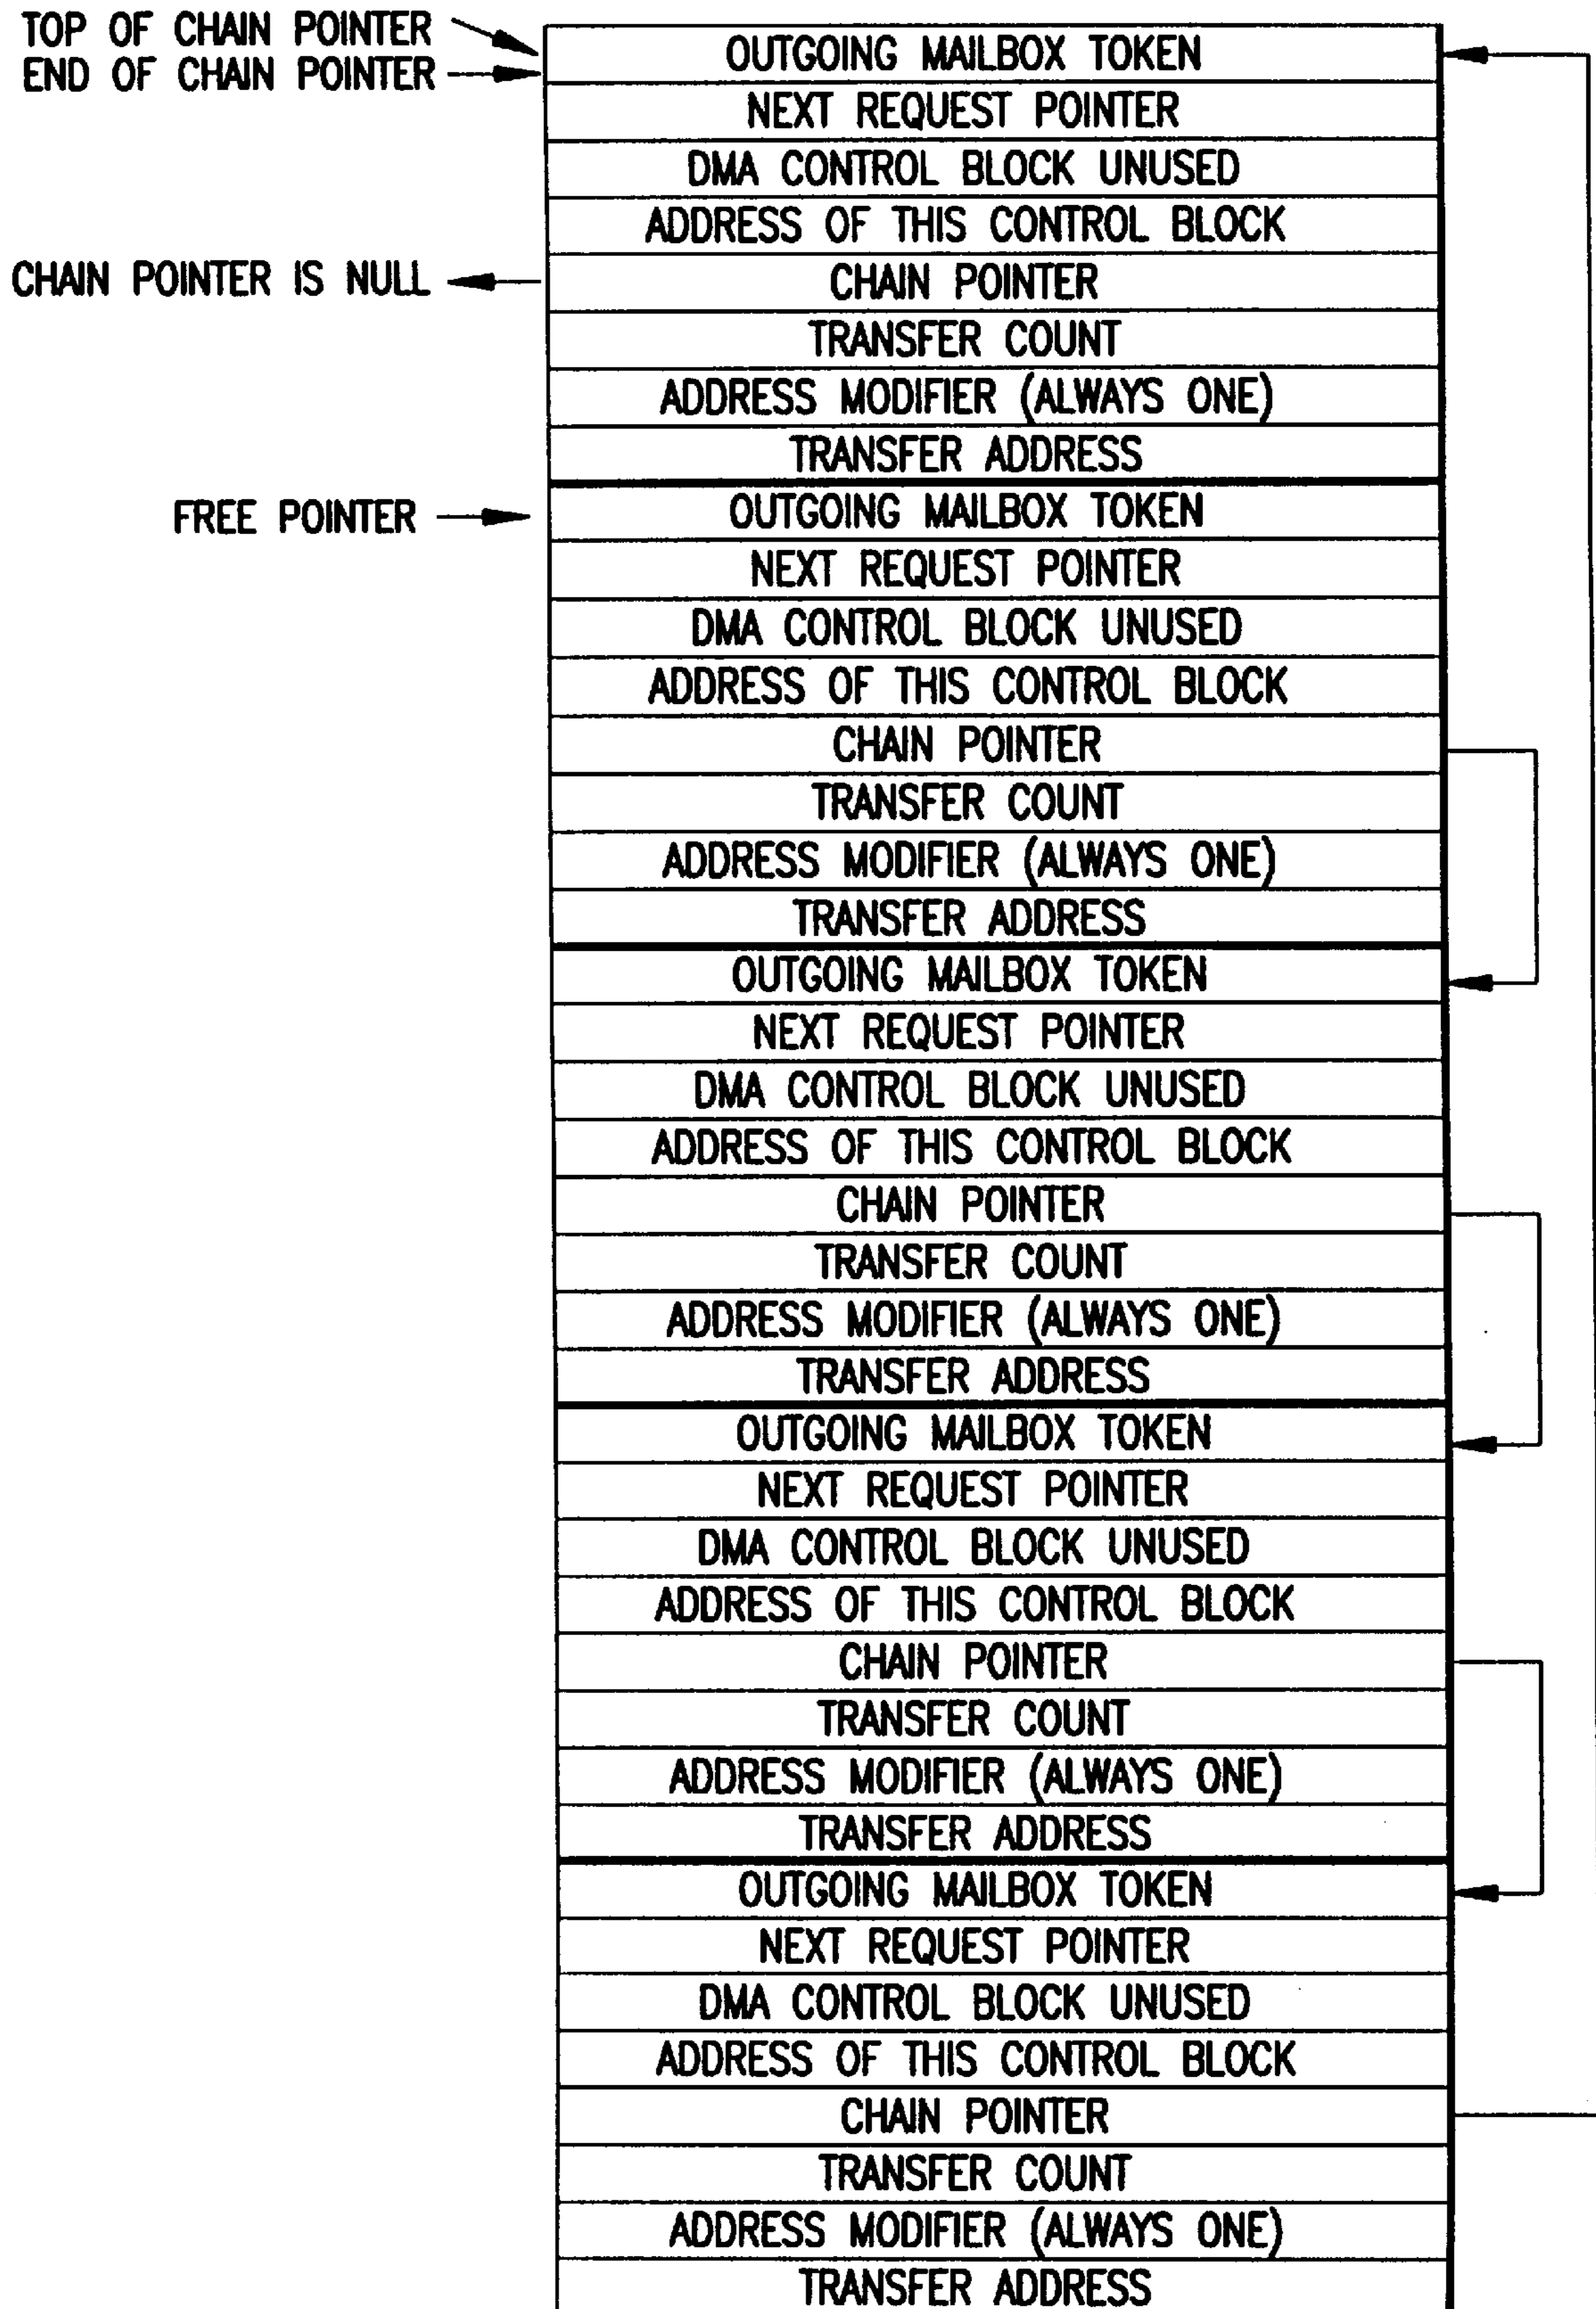 TOP OF CHAIN POINTER
END OF CHAIN POINTER
OUTGOING MAILBOX TOKEN
NEXT REQUEST POINTER
DMA CONTROL BLOCK UNUSED
ADDRESS OF THIS CONTROL BLOCK
CHAIN POINTER IS NULL
CHAIN POINTER
TRANSFER COUNT
ADDRESS MODIFIER (ALWAYS ONE)
TRANSFER ADDRESS
FREE POINTER
OUTGOING MAILBOX TOKEN
NEXT REQUEST POINTER
DMA CONTROL BLOCK UNUSED
ADDRESS OF THIS CONTROL BLOCK
CHAIN POINTER
TRANSFER COUNT
ADDRESS MODIFIER (ALWAYS ONE)
TRANSFER ADDRESS
OUTGOING MAILBOX TOKEN
NEXT REQUEST POINTER
DMA CONTROL BLOCK UNUSED
ADDRESS OF THIS CONTROL BLOCK
CHAIN POINTER
TRANSFER COUNT
ADDRESS MODIFIER (ALWAYS ONE)
TRANSFER ADDRESS
OUTGOING MAILBOX TOKEN
NEXT REQUEST POINTER
DMA CONTROL BLOCK UNUSED
ADDRESS OF THIS CONTROL BLOCK
CHAIN POINTER
TRANSFER COUNT
ADDRESS MODIFIER (ALWAYS ONE)
TRANSFER ADDRESS
OUTGOING MAILBOX TOKEN
NEXT REQUEST POINTER
DMA CONTROL BLOCK UNUSED
ADDRESS OF THIS CONTROL BLOCK
CHAIN POINTER
TRANSFER COUNT
ADDRESS MODIFIER (ALWAYS ONE)
TRANSFER ADDRESS